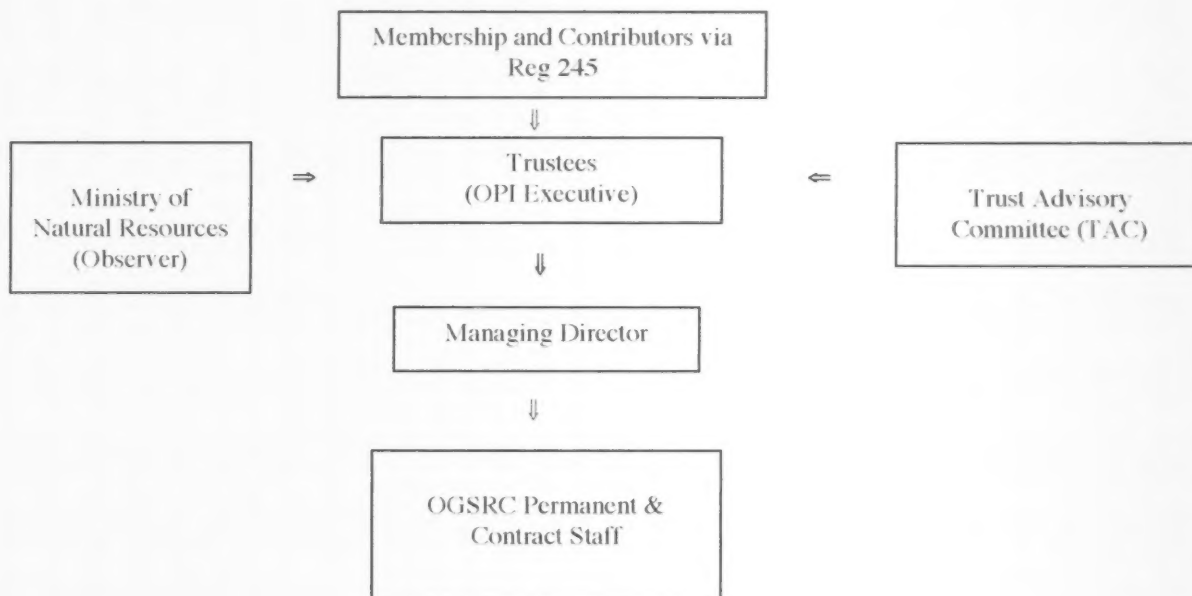 Membership and Contributors via
Reg 245
Trustees
(OPI Executive)
Ministry of
Natural Resources
(Observer)
Trust Advisory
Committee (TAC)
Managing Director
OGSRC Permanent &
Contract Staff